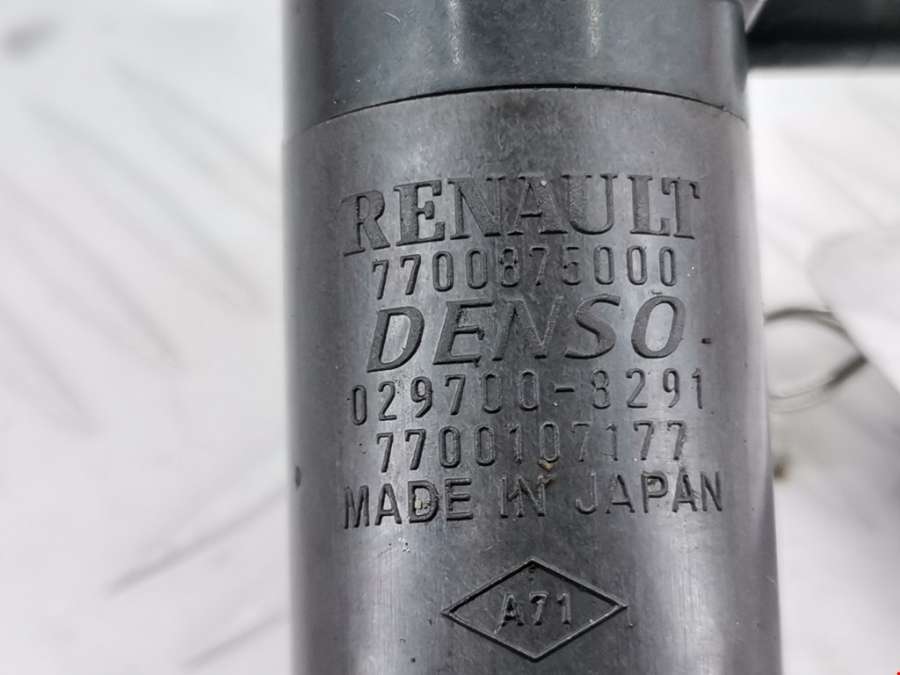 RENAULT
7700875000
DENSO
029700-8291
7700107177
MADE IN JAPAN
A71